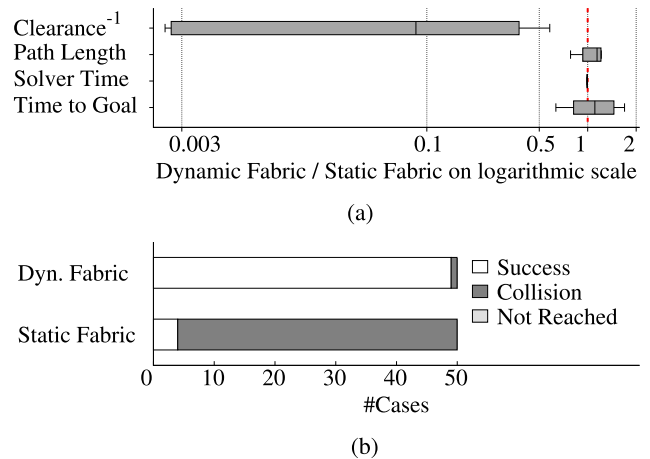 Clearance-1
Path Length
Solver Time
Time to Goal
0.003 0.1 0.5 1 2
Dynamic Fabric / Static Fabric on logarithmic scale
(a)
Dyn. Fabric
Static Fabric
Success
Collision
Not Reached
0 10 20 30 40 50
#Cases
(b)